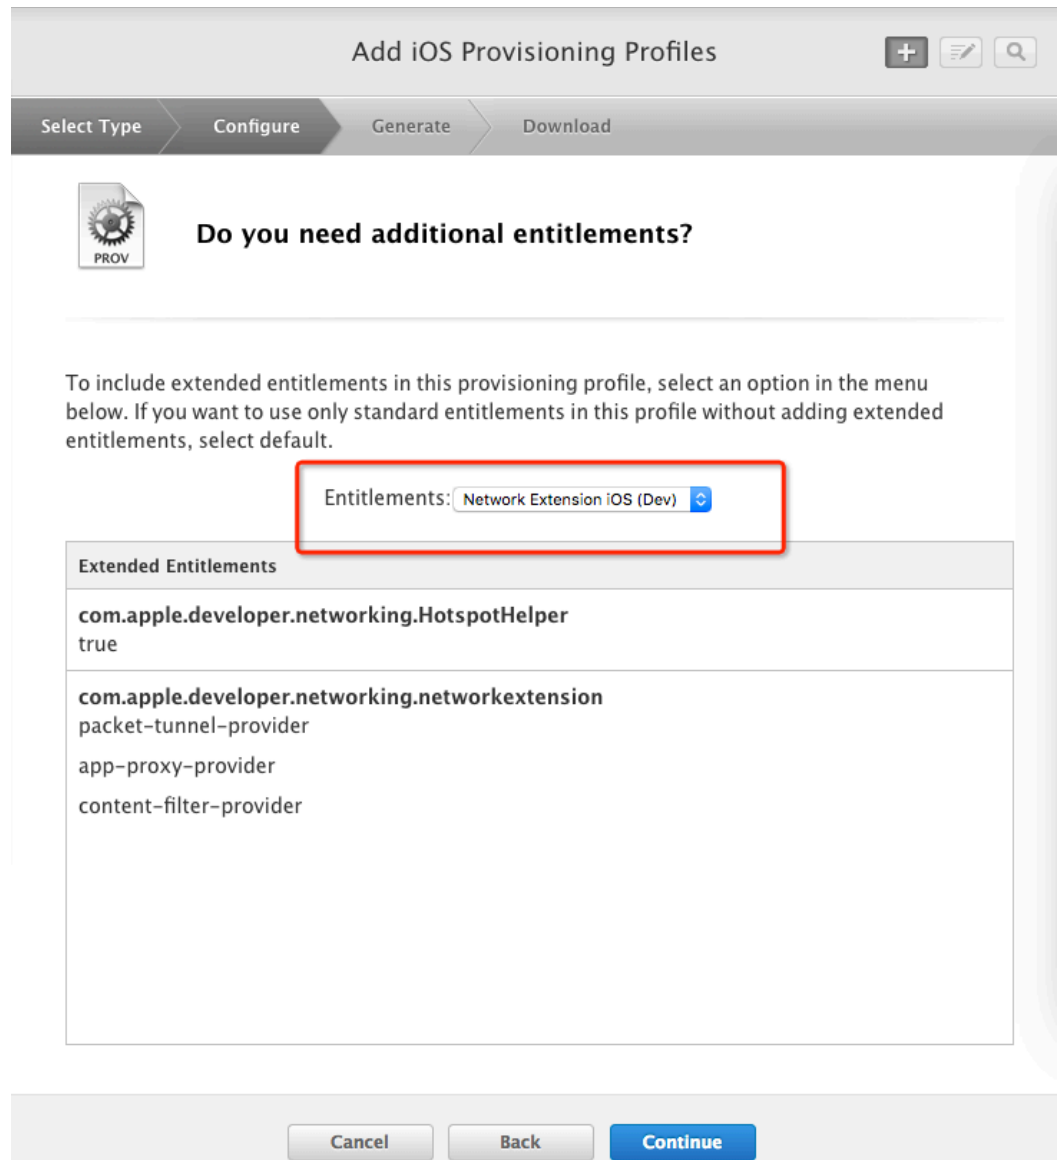 Add iOS Provisioning Profiles
Select Type
Configure
Generate
Download
PROV
Do you need additional entitlements?
To include extended entitlements in this provisioning profile, select an option in the menu
below. If you want to use only standard entitlements in this profile without adding extended
entitlements, select default.
Entitlements: Network Extension iOS (Dev)
Extended Entitlements
com.apple.developer.networking.HotspotHelper
true
com.apple.developer.networking.networkextension
packet-tunnel-provider
app-proxy-provider
content-filter-provider
Cancel
Back
Continue